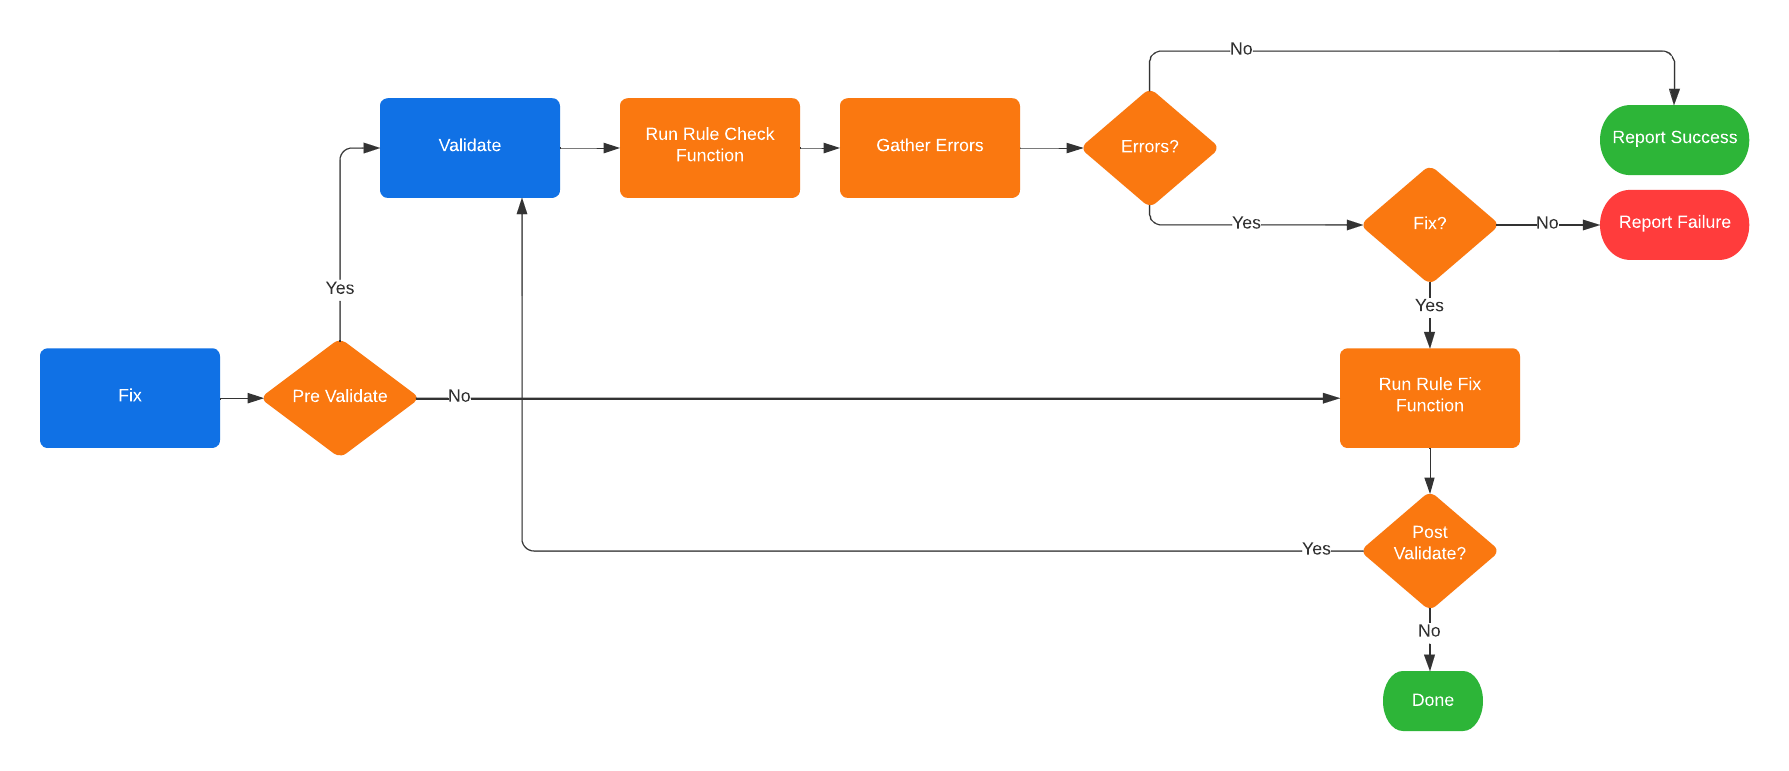 No
Validate
Run Rule Check
Function
Gather Errors
Errors?
Report Success
Yes
Fix?
No
Report Failure
Yes
Yes
Fix
Pre Validate
No
Run Rule Fix
Function
Post
Validate?
Yes
No
Done